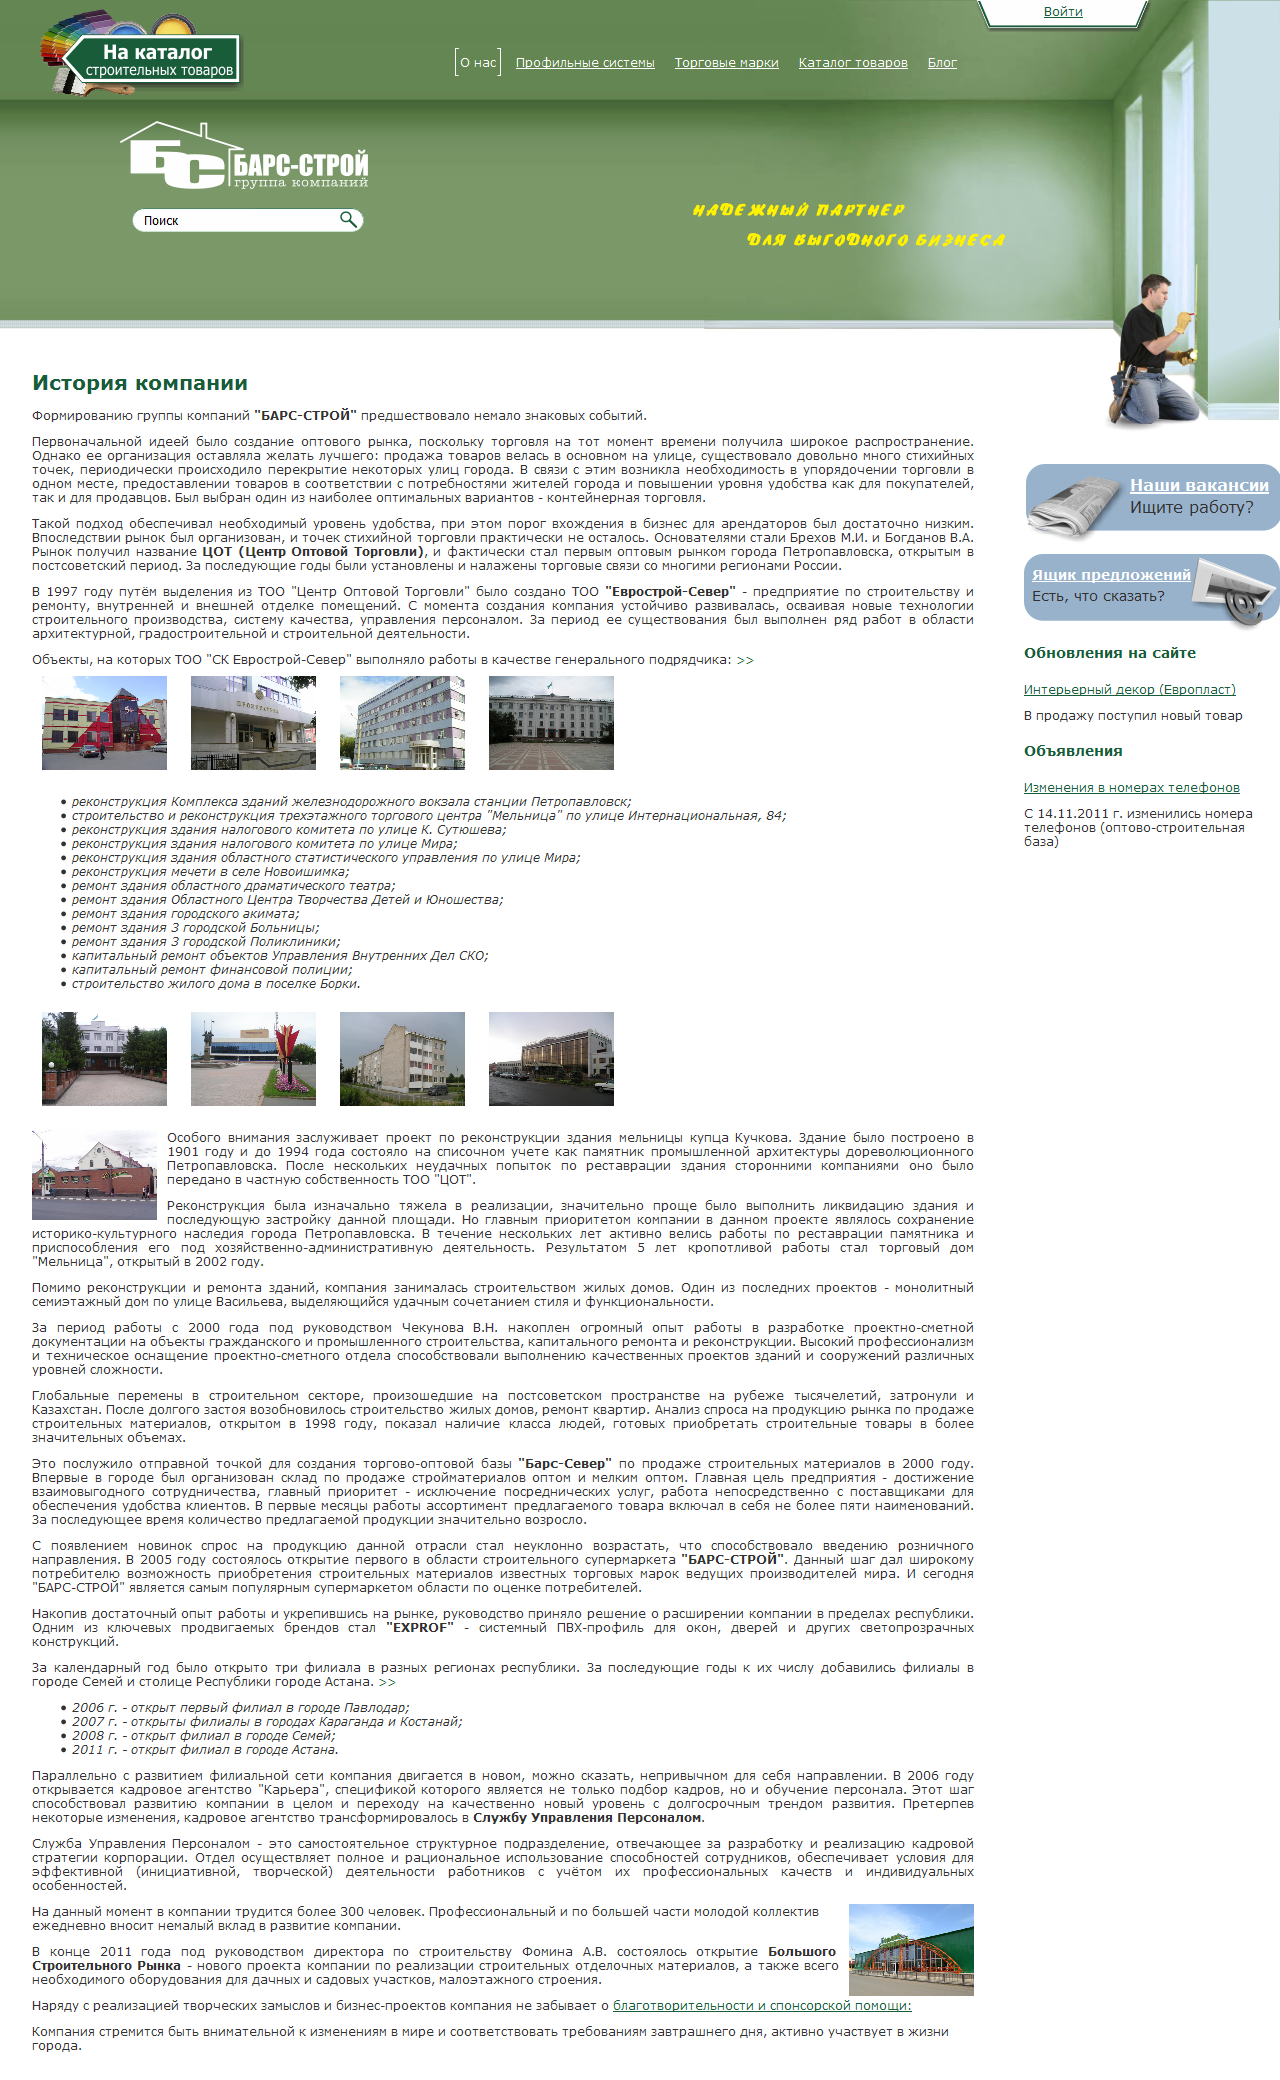 Войти
На каталог
строительных товаров
О нас Профильные системы Торговые марки Каталог товаров Блог
БС БАРС-СТРОЙ
группа компаний
Поиск
НАДЕЖНЫЙ ПАРТНЕР
ДЛЯ ВЫГОДНОГО БИЗНЕСА
История компании
Формированию группы компаний "БАРС-СТРОЙ" предшествовало немало знаковых событий.
Первоначальной идеей было создание оптового рынка, поскольку торговля на тот момент времени получила широкое распространение.
Однако ее организация оставляла желать лучшего: продажа товаров велась в основном на улице, существовало довольно много стихийных
точек, периодически происходило перекрытие некоторых улиц города. В связи с этим возникла необходимость в упорядочении торговли в
одном месте, предоставлении товаров в соответствии с потребностями жителей города и повышении уровня удобства как для покупателей,
так и для продавцов. Был выбран один из наиболее оптимальных вариантов - контейнерная торговля.
Такой подход обеспечивал необходимый уровень удобства, при этом порог вхождения в бизнес для арендаторов был достаточно низким.
Впоследствии рынок был организован, и точек стихийной торговли практически не осталось. Основателями стали Брехов М.И. и Богданов В.А.
Рынок получил название ЦОТ (Центр Оптовой Торговли), и фактически стал первым оптовым рынком города Петропавловска, открытым в
постсоветский период. За последующие годы были установлены и налажены торговые связи со многими регионами России.
В 1997 году путём выделения из ТОО "Центр Оптовой Торговли" было создано ТОО "Еврострой-Север" - предприятие по строительству и
ремонту, внутренней и внешней отделке помещений. С момента создания компания устойчиво развивалась, осваивая новые технологии
строительного производства, систему качества, управления персоналом. За период ее существования был выполнен ряд работ в области
архитектурной, градостроительной и строительной деятельности.
Объекты, на которых ТОО "СК Еврострой-Север" выполняло работы в качестве генерального подрядчика: >>
• реконструкция Комплекса зданий железнодорожного вокзала станции Петропавловск;
• строительство и реконструкция трехэтажного торгового центра "Мельница" по улице Интернациональная, 84;
• реконструкция здания налогового комитета по улице К. Сутюшева;
• реконструкция здания налогового комитета по улице Мира;
• реконструкция здания областного статистического управления по улице Мира;
• реконструкция мечети в селе Новоишимка;
• ремонт здания областного драматического театра;
• ремонт здания Областного Центра Творчества Детей и Юношества;
• ремонт здания городского акимата;
• ремонт здания 3 городской Больницы;
• ремонт здания 3 городской Поликлиники;
• капитальный ремонт объектов Управления Внутренних Дел СКО;
• капитальный ремонт финансовой полиции;
• строительство жилого дома в поселке Борки.
Особого внимания заслуживает проект по реконструкции здания мельницы купца Кучкова. Здание было построено в
1901 году и до 1994 года состояло на списочном учете как памятник промышленной архитектуры дореволюционного
Петропавловска. После нескольких неудачных попыток по реставрации здания сторонними компаниями оно было
передано в частную собственность ТОО "ЦОТ".
Реконструкция была изначально тяжела в реализации, значительно проще было выполнить ликвидацию здания и
последующую застройку данной площади. Но главным приоритетом компании в данном проекте являлось сохранение
историко-культурного наследия города Петропавловска. В течение нескольких лет активно велись работы по реставрации памятника и
приспособления его под хозяйственно-административную деятельность. Результатом 5 лет кропотливой работы стал торговый дом
"Мельница", открытый в 2002 году.
Помимо реконструкции и ремонта зданий, компания занималась строительством жилых домов. Один из последних проектов - монолитный
семиэтажный дом по улице Васильева, выделяющийся удачным сочетанием стиля и функциональности.
За период работы с 2000 года под руководством Чекунова В.Н. накоплен огромный опыт работы в разработке проектно-сметной
документации на объекты гражданского и промышленного строительства, капитального ремонта и реконструкции. Высокий профессионализм
и техническое оснащение проектно-сметного отдела способствовали выполнению качественных проектов зданий и сооружений различных
уровней сложности.
Глобальные перемены в строительном секторе, произошедшие на постсоветском пространстве на рубеже тысячелетий, затронули и
Казахстан. После долгого застоя возобновилось строительство жилых домов, ремонт квартир. Анализ спроса на продукцию рынка по продаже
строительных материалов, открытом в 1998 году, показал наличие класса людей, готовых приобретать строительные товары в более
значительных объемах.
Это послужило отправной точкой для создания торгово-оптовой базы "Барс-Север" по продаже строительных материалов в 2000 году.
Впервые в городе был организован склад по продаже стройматериалов оптом и мелким оптом. Главная цель предприятия - достижение
взаимовыгодного сотрудничества, главный приоритет - исключение посреднических услуг, работа непосредственно с поставщиками для
обеспечения удобства клиентов. В первые месяцы работы ассортимент предлагаемого товара включал в себя не более пяти наименований.
За последующее время количество предлагаемой продукции значительно возросло.
С появлением новинок спрос на продукцию данной отрасли стал неуклонно возрастать, что способствовало введению розничного
направления. В 2005 году состоялось открытие первого в области строительного супермаркета "БАРС-СТРОЙ". Данный шаг дал широкому
потребителю возможность приобретения строительных материалов известных торговых марок ведущих производителей мира. И сегодня
"БАРС-СТРОЙ" является самым популярным супермаркетом области по оценке потребителей.
Накопив достаточный опыт работы и укрепившись на рынке, руководство приняло решение о расширении компании в пределах республики.
Одним из ключевых продвигаемых брендов стал "EXPROF" - системный ПВХ-профиль для окон, дверей и других светопрозрачных
конструкций.
За календарный год было открыто три филиала в разных регионах республики. За последующие годы к их числу добавились филиалы в
городе Семей и столице Республики городе Астана. >>
• 2006 г. - открыт первый филиал в городе Павлодар;
• 2007 г. - открыты филиалы в городах Караганда и Костанай;
• 2008 г. - открыт филиал в городе Семей;
• 2011 г. - открыт филиал в городе Астана.
Параллельно с развитием филиальной сети компания двигается в новом, можно сказать, непривычном для себя направлении. В 2006 году
открывается кадровое агентство "Карьера", спецификой которого является не только подбор кадров, но и обучение персонала. Этот шаг
способствовал развитию компании в целом и переходу на качественно новый уровень с долгосрочным трендом развития. Претерпев
некоторые изменения, кадровое агентство трансформировалось в Службу Управления Персоналом.
Служба Управления Персоналом - это самостоятельное структурное подразделение, отвечающее за разработку и реализацию кадровой
стратегии корпорации. Отдел осуществляет полное и рациональное использование способностей сотрудников, обеспечивает условия для
эффективной (инициативной, творческой) деятельности работников с учётом их профессиональных качеств и индивидуальных
особенностей.
На данный момент в компании трудится более 300 человек. Профессиональный и по большей части молодой коллектив
ежедневно вносит немалый вклад в развитие компании.
В конце 2011 года под руководством директора по строительству Фомина А.В. состоялось открытие Большого
Строительного Рынка - нового проекта компании по реализации строительных отделочных материалов, а также всего
необходимого оборудования для дачных и садовых участков, малоэтажного строения.
Наряду с реализацией творческих замыслов и бизнес-проектов компания не забывает о благотворительности и спонсорской помощи:
Компания стремится быть внимательной к изменениям в мире и соответствовать требованиям завтрашнего дня, активно участвует в жизни
города.
Наши вакансии
Ищите работу?
Ящик предложений
Есть, что сказать?
Обновления на сайте
Интерьерный декор (Европласт)
В продажу поступил новый товар
Объявления
Изменения в номерах телефонов
С 14.11.2011 г. изменились номера
телефонов (оптово-строительная
база)